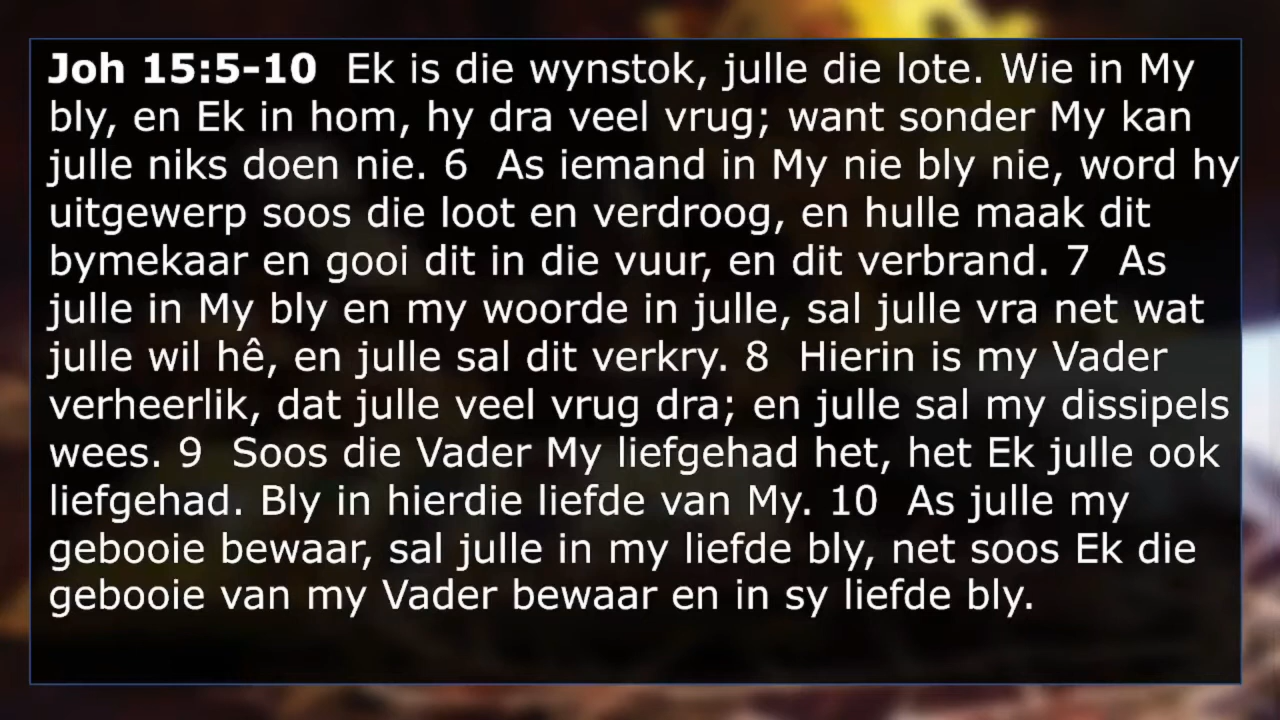 Joh 15:5-10 Ek is die wynstok, julle die lote. Wie in My
bly, en Ek in hom, hy dra veel vrug; want sonder My kan
julle niks doen nie. 6 As iemand in My nie bly nie, word hy
uitgewerp soos die loot en verdroog, en hulle maak dit
bymekaar en gooi dit in die vuur, en dit verbrand. 7 As
julle in My bly en my woorde in julle, sal julle vra net wat
julle wil hê, en julle sal dit verkry. 8 Hierin is my Vader
verheerlik, dat julle veel vrug dra; en julle sal my dissipels
wees. 9 Soos die Vader My liefgehad het, het Ek julle ook
liefgehad. Bly in hierdie liefde van My. 10 As julle my
gebooie bewaar, sal julle in my liefde bly, net soos Ek die
gebooie van my Vader bewaar en in sy liefde bly.